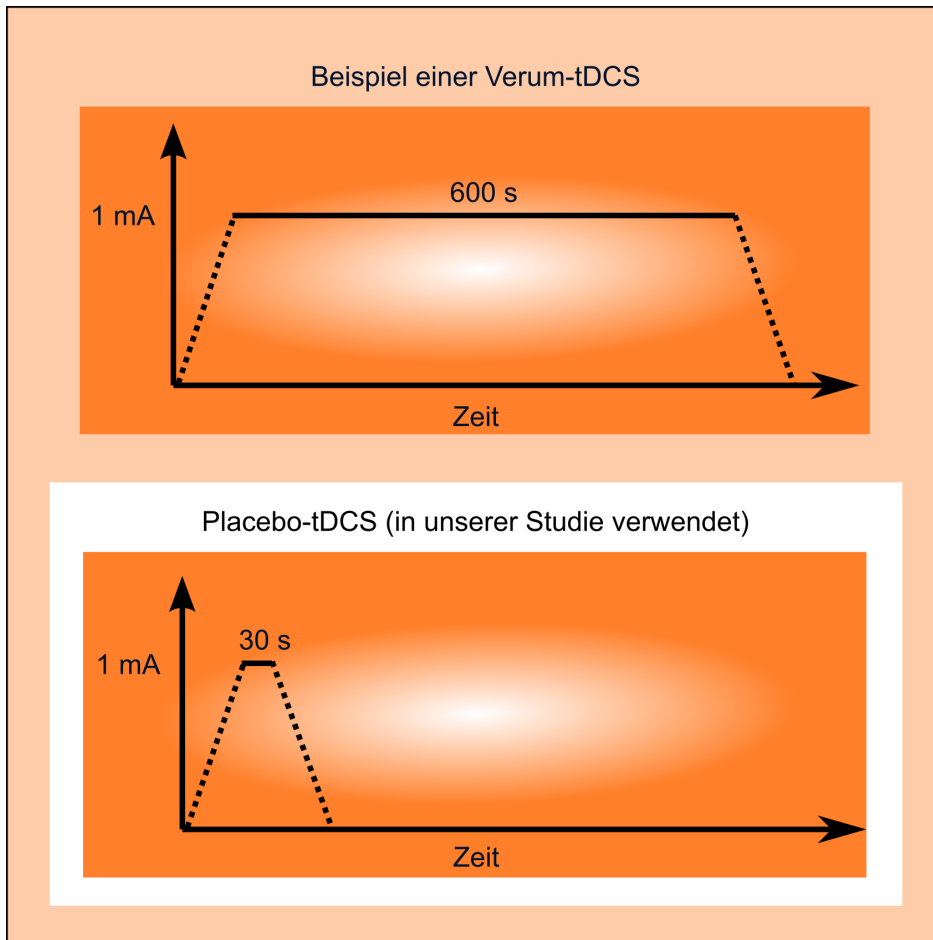 Beispiel einer Verum-tDCS
600 s
1 mA
Zeit
Placebo-tDCS (in unserer Studie verwendet)
30 s
1 mA
Zeit